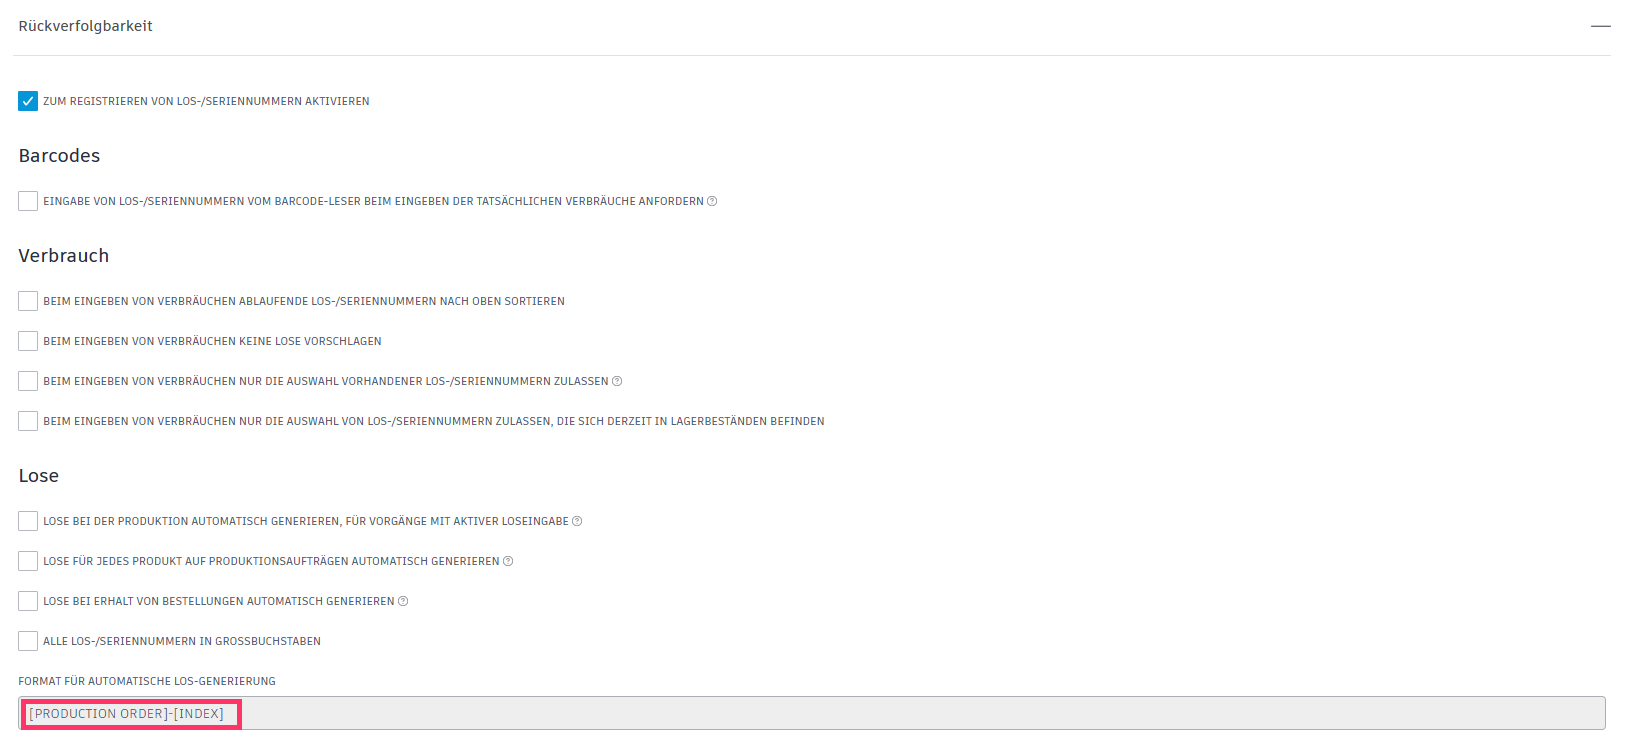 Rückverfolgbarkeit
ZUM REGISTRIEREN VON LOS-/SERIENNUMMERN AKTIVIEREN
Barcodes
EINGABE VON LOS-/SERIENNUMMERN VOM BARCODE-LESER BEIM EINGEBEN DER TATSÄCHLICHEN VERBRÄUCHE ANFORDERN
Verbrauch
BEIM EINGEBEN VON VERBRÄUCHEN ABLAUFENDE LOS-/SERIENNUMMERN NACH OBEN SORTIEREN
BEIM EINGEBEN VON VERBRÄUCHEN KEINE LOSE VORSCHLAGEN
BEIM EINGEBEN VON VERBRÄUCHEN NUR DIE AUSWAHL VORHANDENER LOS-/SERIENNUMMERN ZULASSEN
BEIM EINGEBEN VON VERBRÄUCHEN NUR DIE AUSWAHL VON LOS-/SERIENNUMMERN ZULASSEN, DIE SICH DERZEIT IN LAGERBESTÄNDEN BEFINDEN
Lose
LOSE BEI DER PRODUKTION AUTOMATISCH GENERIEREN, FÜR VORGÄNGE MIT AKTIVER LOSEINGABE
LOSE FÜR JEDES PRODUKT AUF PRODUKTIONSAUFTRÄGEN AUTOMATISCH GENERIEREN
LOSE BEI ERHALT VON BESTELLUNGEN AUTOMATISCH GENERIEREN
ALLE LOS-/SERIENNUMMERN IN GROSSBUCHSTABEN
FORMAT FÜR AUTOMATISCHE LOS-GENERIERUNG
[PRODUCTION ORDER]-[INDEX]